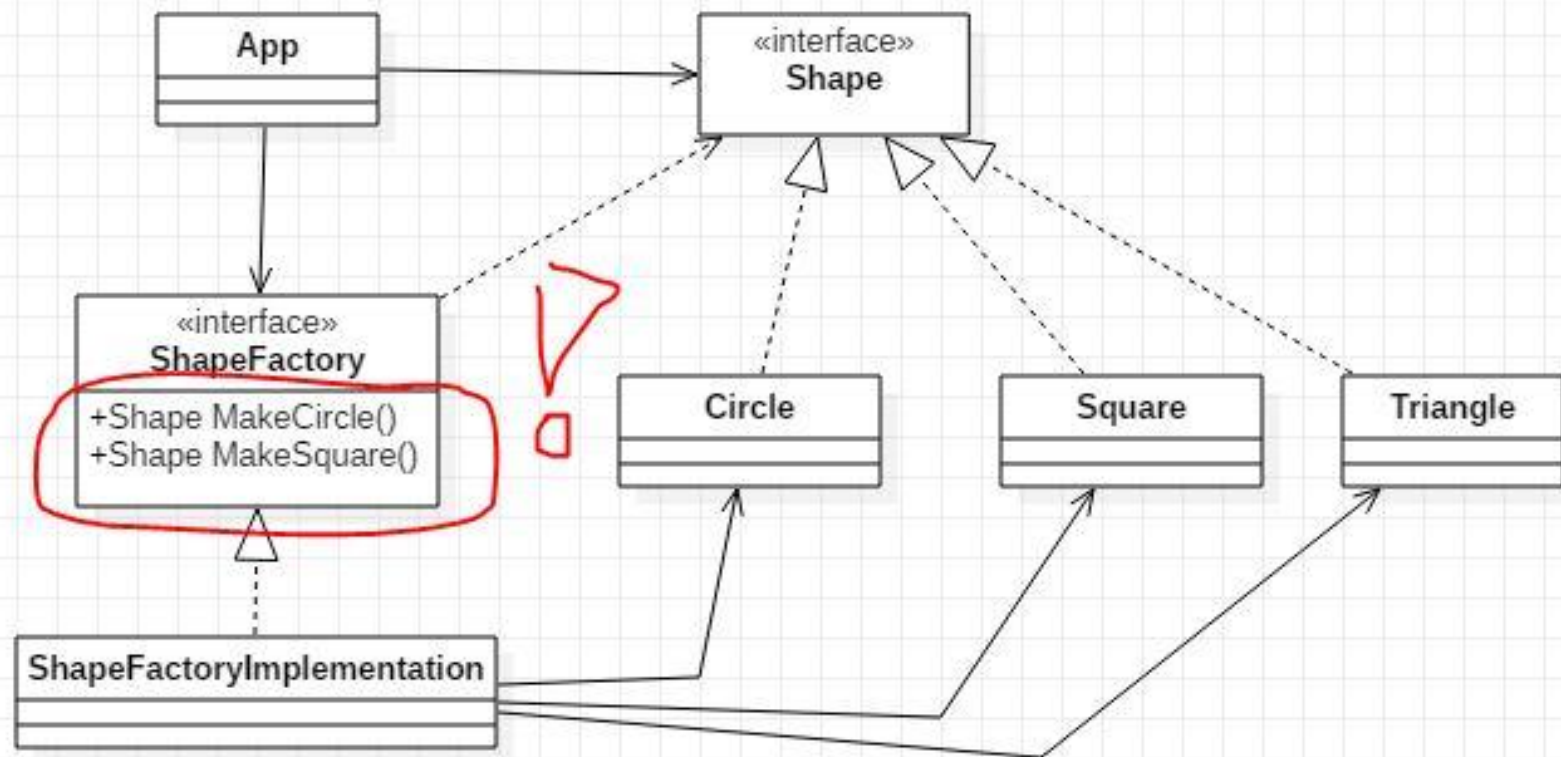 App
«interface»
Shape
«interface»
ShapeFactory
+Shape MakeCircle()
+Shape MakeSquare()
Circle
Square
Triangle
ShapeFactoryImplementation